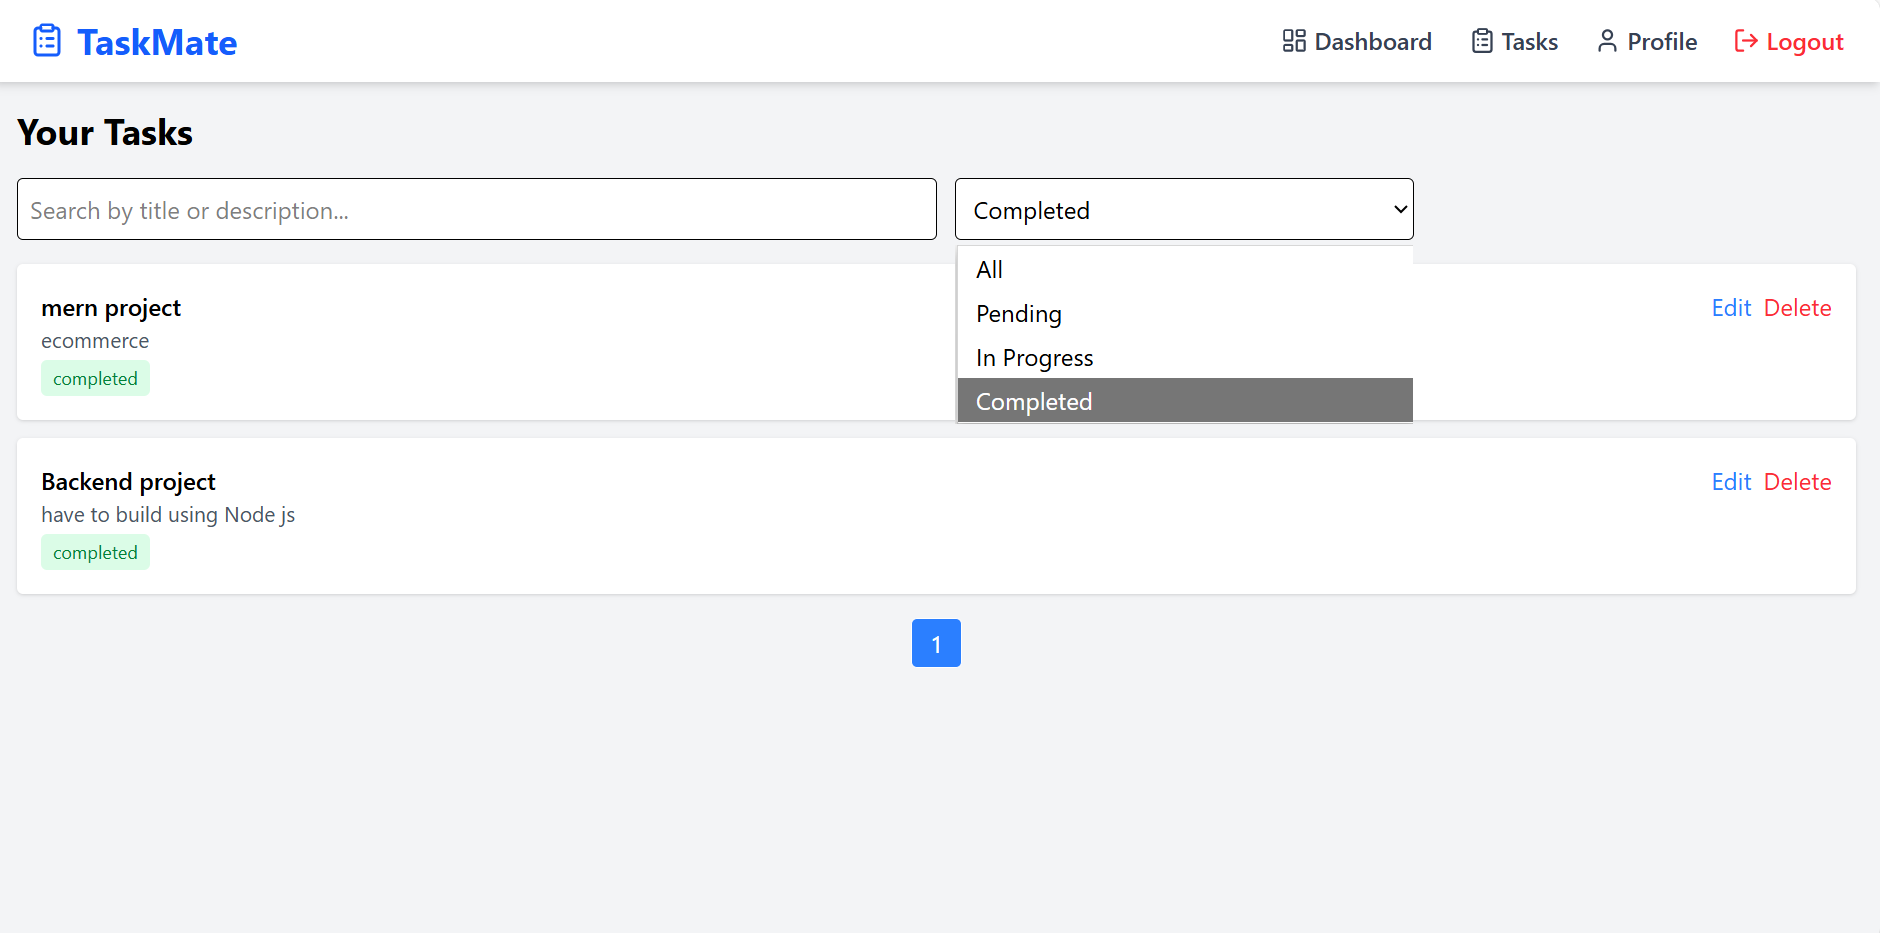 TaskMate
Dashboard
Tasks
Profile
Logout
Your Tasks
Search by title or description...
Completed
All
Pending
In Progress
Completed
mern project
ecommerce
completed
Edit Delete
Backend project
have to build using Node js
completed
Edit Delete
1